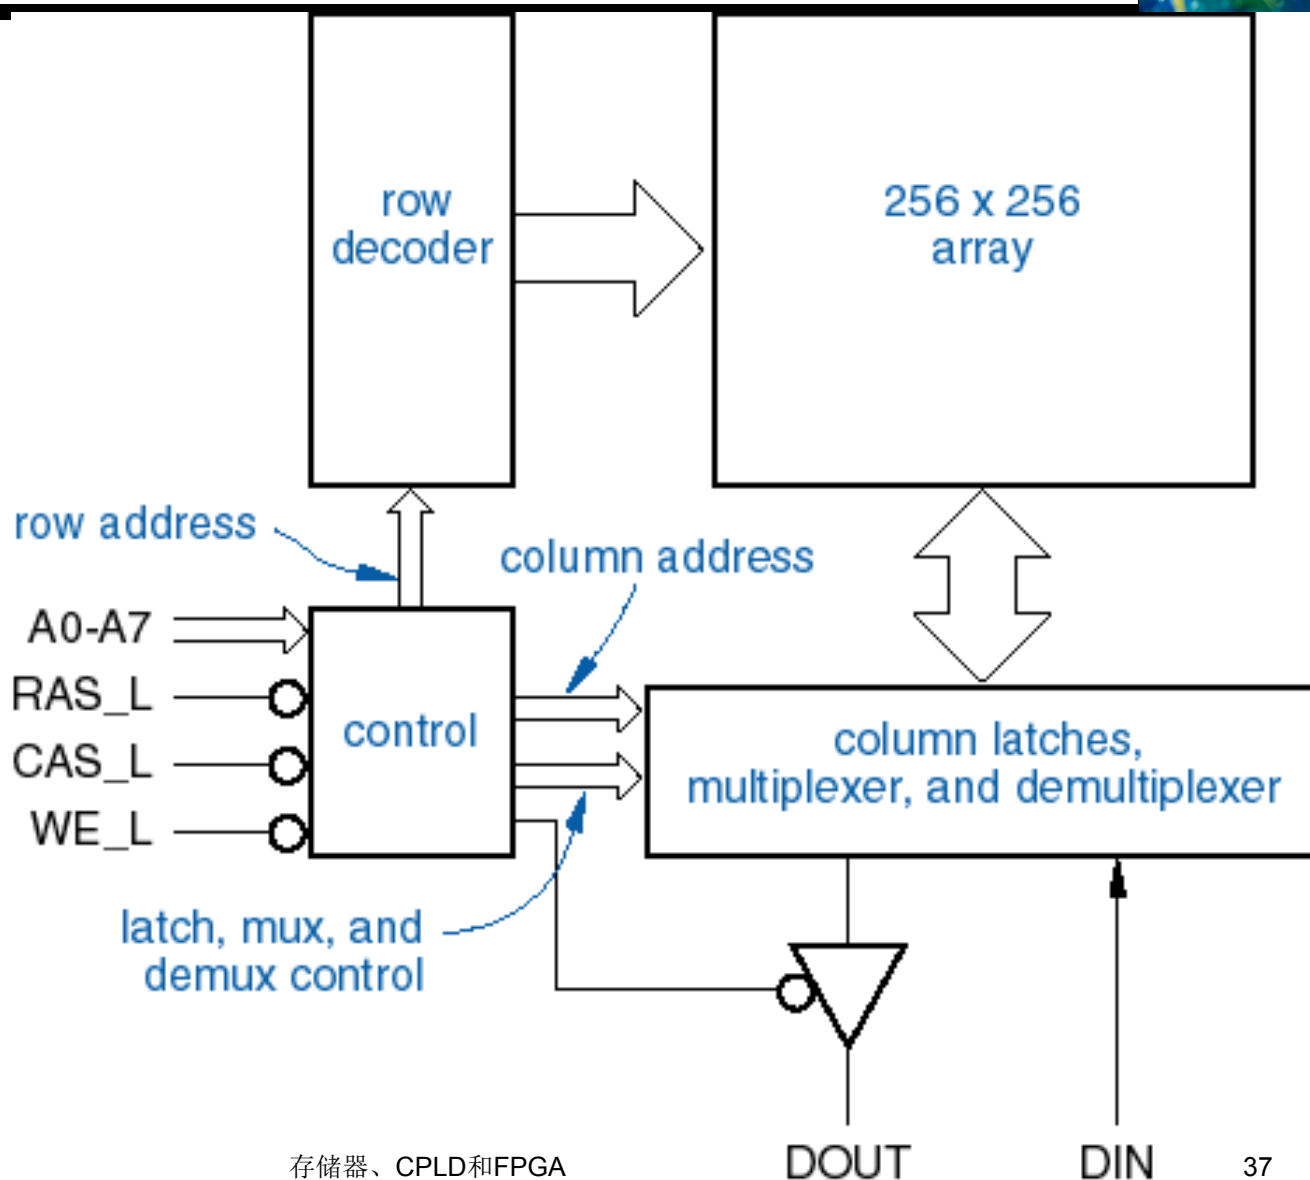 row
decoder
256 x 256
array
row address
column address
A0-A7
RAS_L
CAS_L
WE_L
control
column latches,
multiplexer, and demultiplexer
latch, mux, and
demux control
DOUT
DIN
存储器、CPLD和FPGA
37